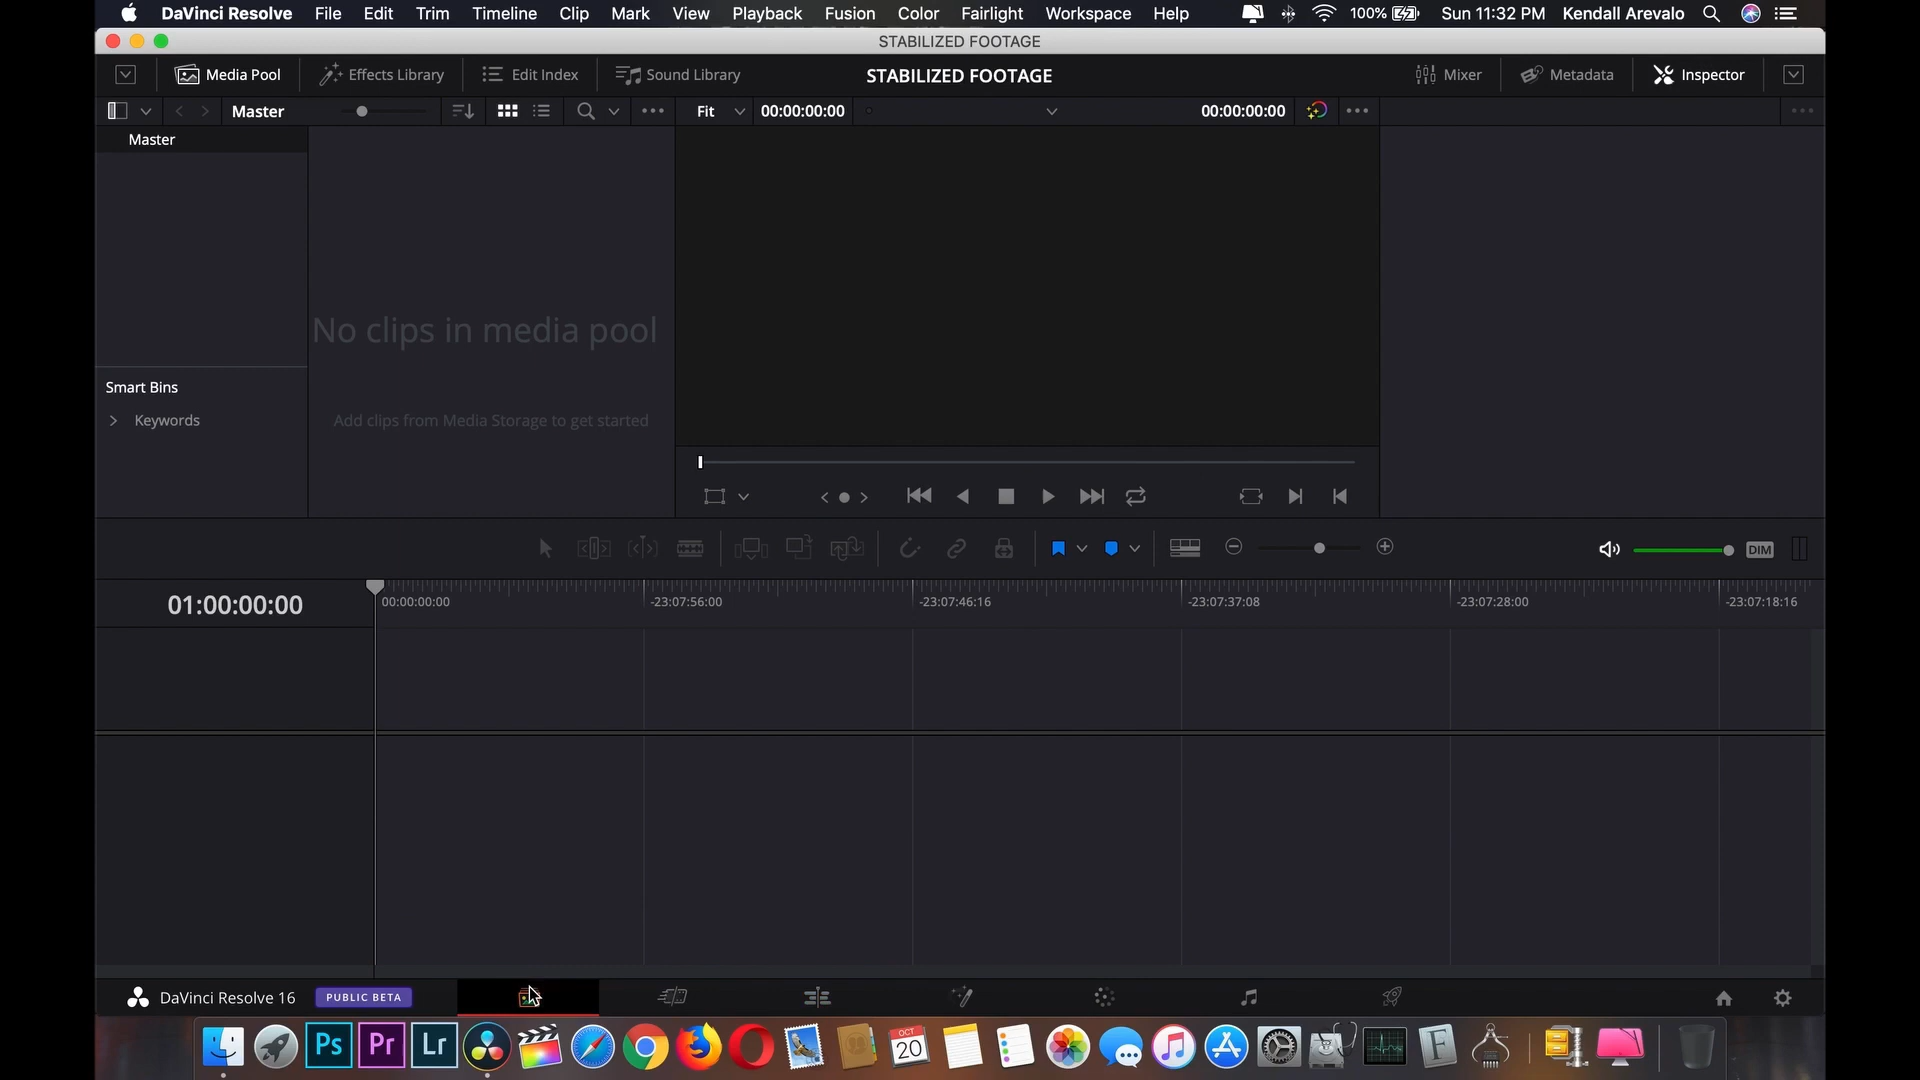 DaVinci Resolve File Edit Trim Timeline Clip Mark View Playback Fusion Color Fairlight Workspace Help 100% Sun 11:32 PM Kendall Arevalo
STABILIZED FOOTAGE
Media Pool Effects Library Edit Index Sound Library STABILIZED FOOTAGE Mixer Metadata Inspector
Master Fit 00:00:00:00 00:00:00:00
Master
No clips in media pool
Smart Bins
Keywords
Add clips from Media Storage to get started
DIM
01:00:00:00 00:00:00:00 -23:07:56:00 -23:07:46:16 -23:07:37:08 -23:07:28:00 -23:07:18:16
DaVinci Resolve 16 PUBLIC BETA
Ps Pr Lr OCT 20